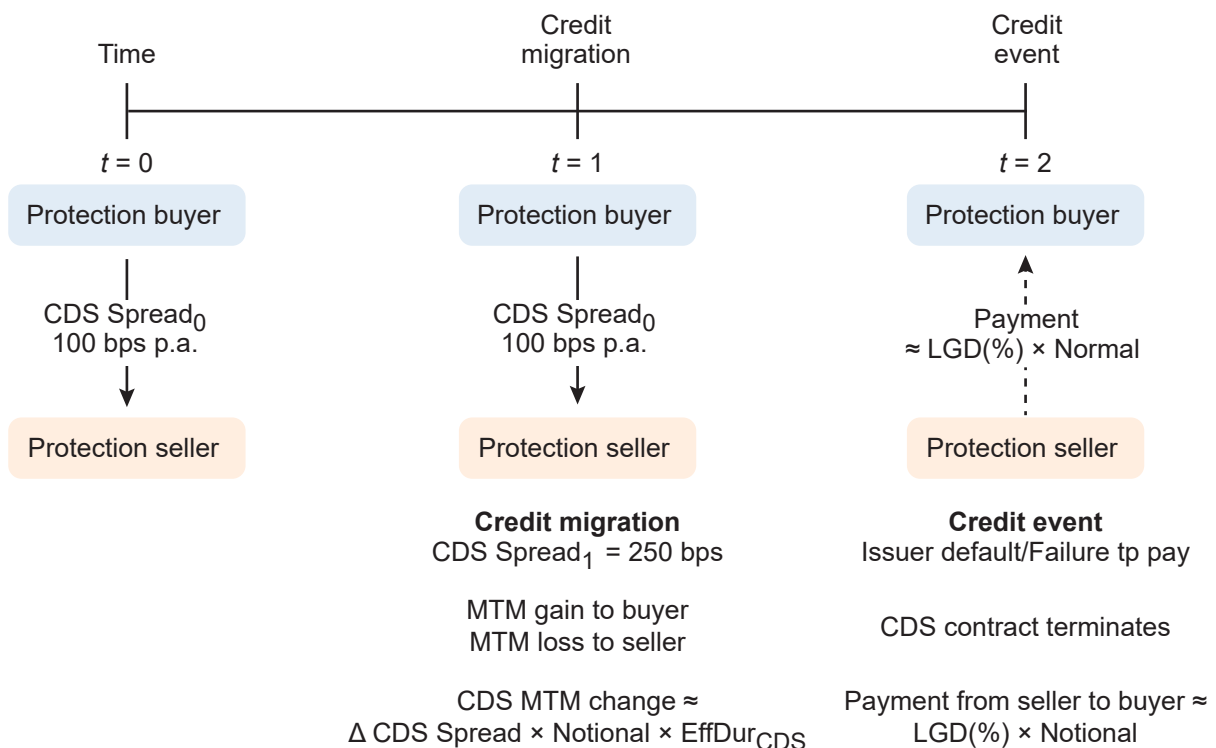 Time
Credit
migration
Credit
event
t = 0
t = 1
t = 2
Protection buyer
Protection buyer
Protection buyer
CDS Spread0
100 bps p.a.
CDS Spread0
100 bps p.a.
Payment
≈ LGD(%) × Normal
Protection seller
Protection seller
Protection seller
Credit migration
CDS Spread1 = 250 bps
MTM gain to buyer
MTM loss to seller
CDS MTM change ≈
Δ CDS Spread × Notional × EffDurCDS
Credit event
Issuer default/Failure tp pay
CDS contract terminates
Payment from seller to buyer ≈
LGD(%) × Notional